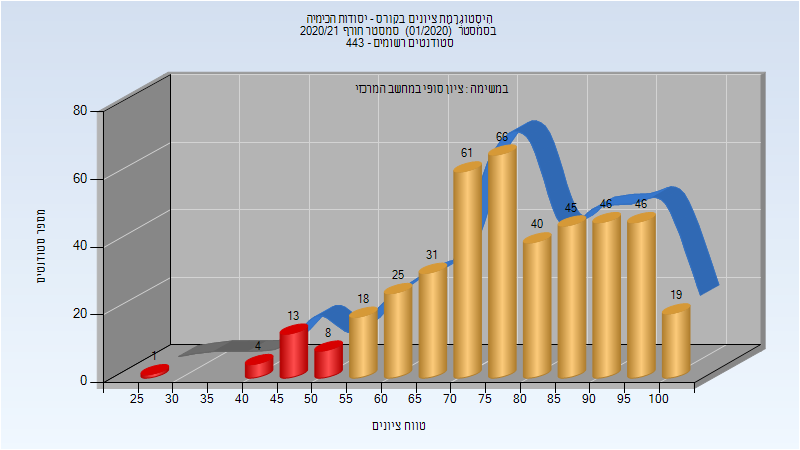 היסטוגרמת ציונים בקורס - יסודות הכימיה
בסמסטר (01/2020) סמסטר חורף 2020/21
סטודנטים רשומים - 443
במשימה : ציון סופי במחשב המרכזי
מספר סטודנטים
80
60
40
20
0
1
4
13
8
18
25
31
61
66
40
45
46
46
19
25 30 35 40 45 50 55 60 65 70 75 80 85 90 95 100
טווח ציונים